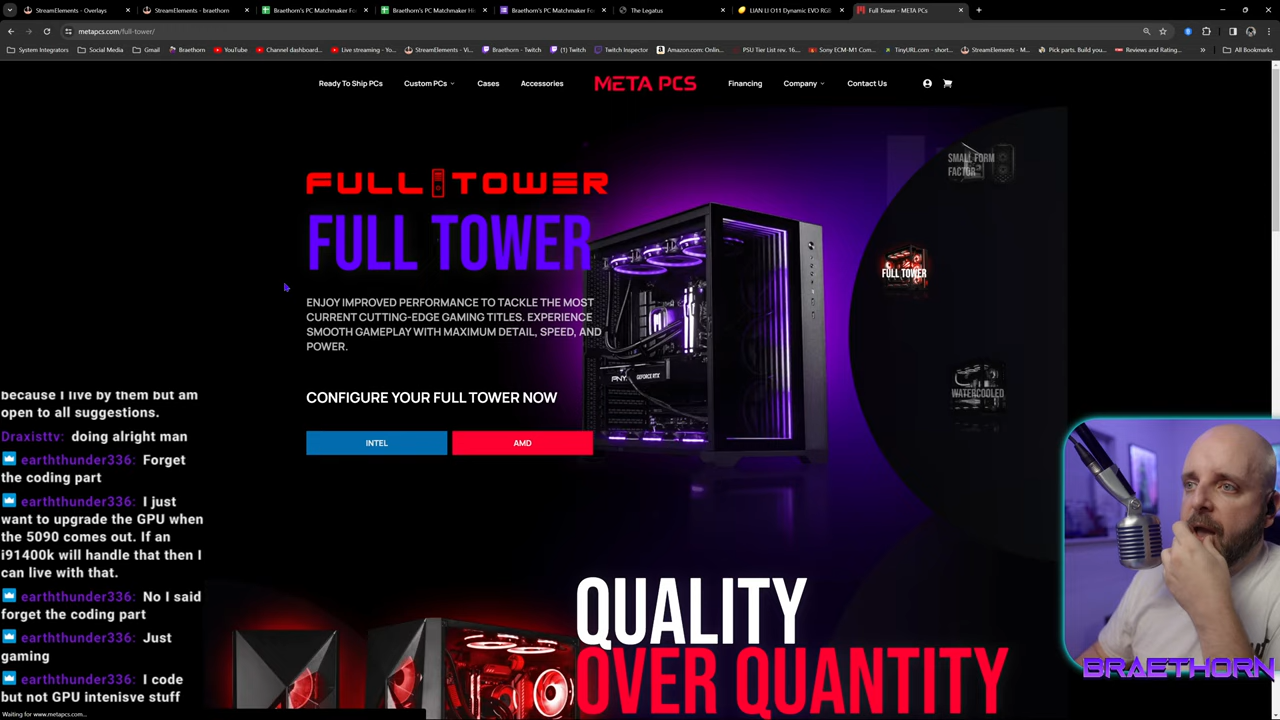 StreamElements - Overlays
StreamElements - braethorn
Braethorn's PC Matchmaker Fo
Braethorn's PC Matchmaker Hi
Braethorn's PC Matchmaker Fo
The Legatus
LIAN LI O11 Dynamic EVO RGB
Full Tower - META PCs
metapcs.com/full-tower/
System Integrators
Social Media
Gmail
Braethorn
YouTube
Channel dashboard...
Live streaming - Yo...
StreamElements - Vi...
Braethorn - Twitch
(1) Twitch
Twitch Inspector
Amazon.com: Onlin...
PSU Tier List rev. 16...
Sony ECM-M1 Com...
TinyURL.com - short...
StreamElements - M...
Pick parts. Build you...
Reviews and Rating...
All Bookmarks
Ready To Ship PCs
Custom PCs
Cases
Accessories
META PCS
Financing
Company
Contact Us
SMALL FORM
FACTOR
FULL TOWER
FULL TOWER
FULL TOWER
ENJOY IMPROVED PERFORMANCE TO TACKLE THE MOST
CURRENT CUTTING-EDGE GAMING TITLES. EXPERIENCE
SMOOTH GAMEPLAY WITH MAXIMUM DETAIL, SPEED, AND
POWER.
PNY
GEFORCE RTX
WATERCOOLED
CONFIGURE YOUR FULL TOWER NOW
INTEL
AMD
because I live by them but am
open to all suggestions.
Draxisttv: doing alright man
earththunder336: Forget
the coding part
earththunder336: I just
want to upgrade the GPU when
the 5090 comes out. If an
i91400k will handle that then I
can live with that.
earththunder336: No I said
forget the coding part
earththunder336: Just
gaming
earththunder336: I code
but not GPU intenisve stuff
QUALITY
OVER QUANTITY
BRAETHORN
Waiting for www.metapcs.com...